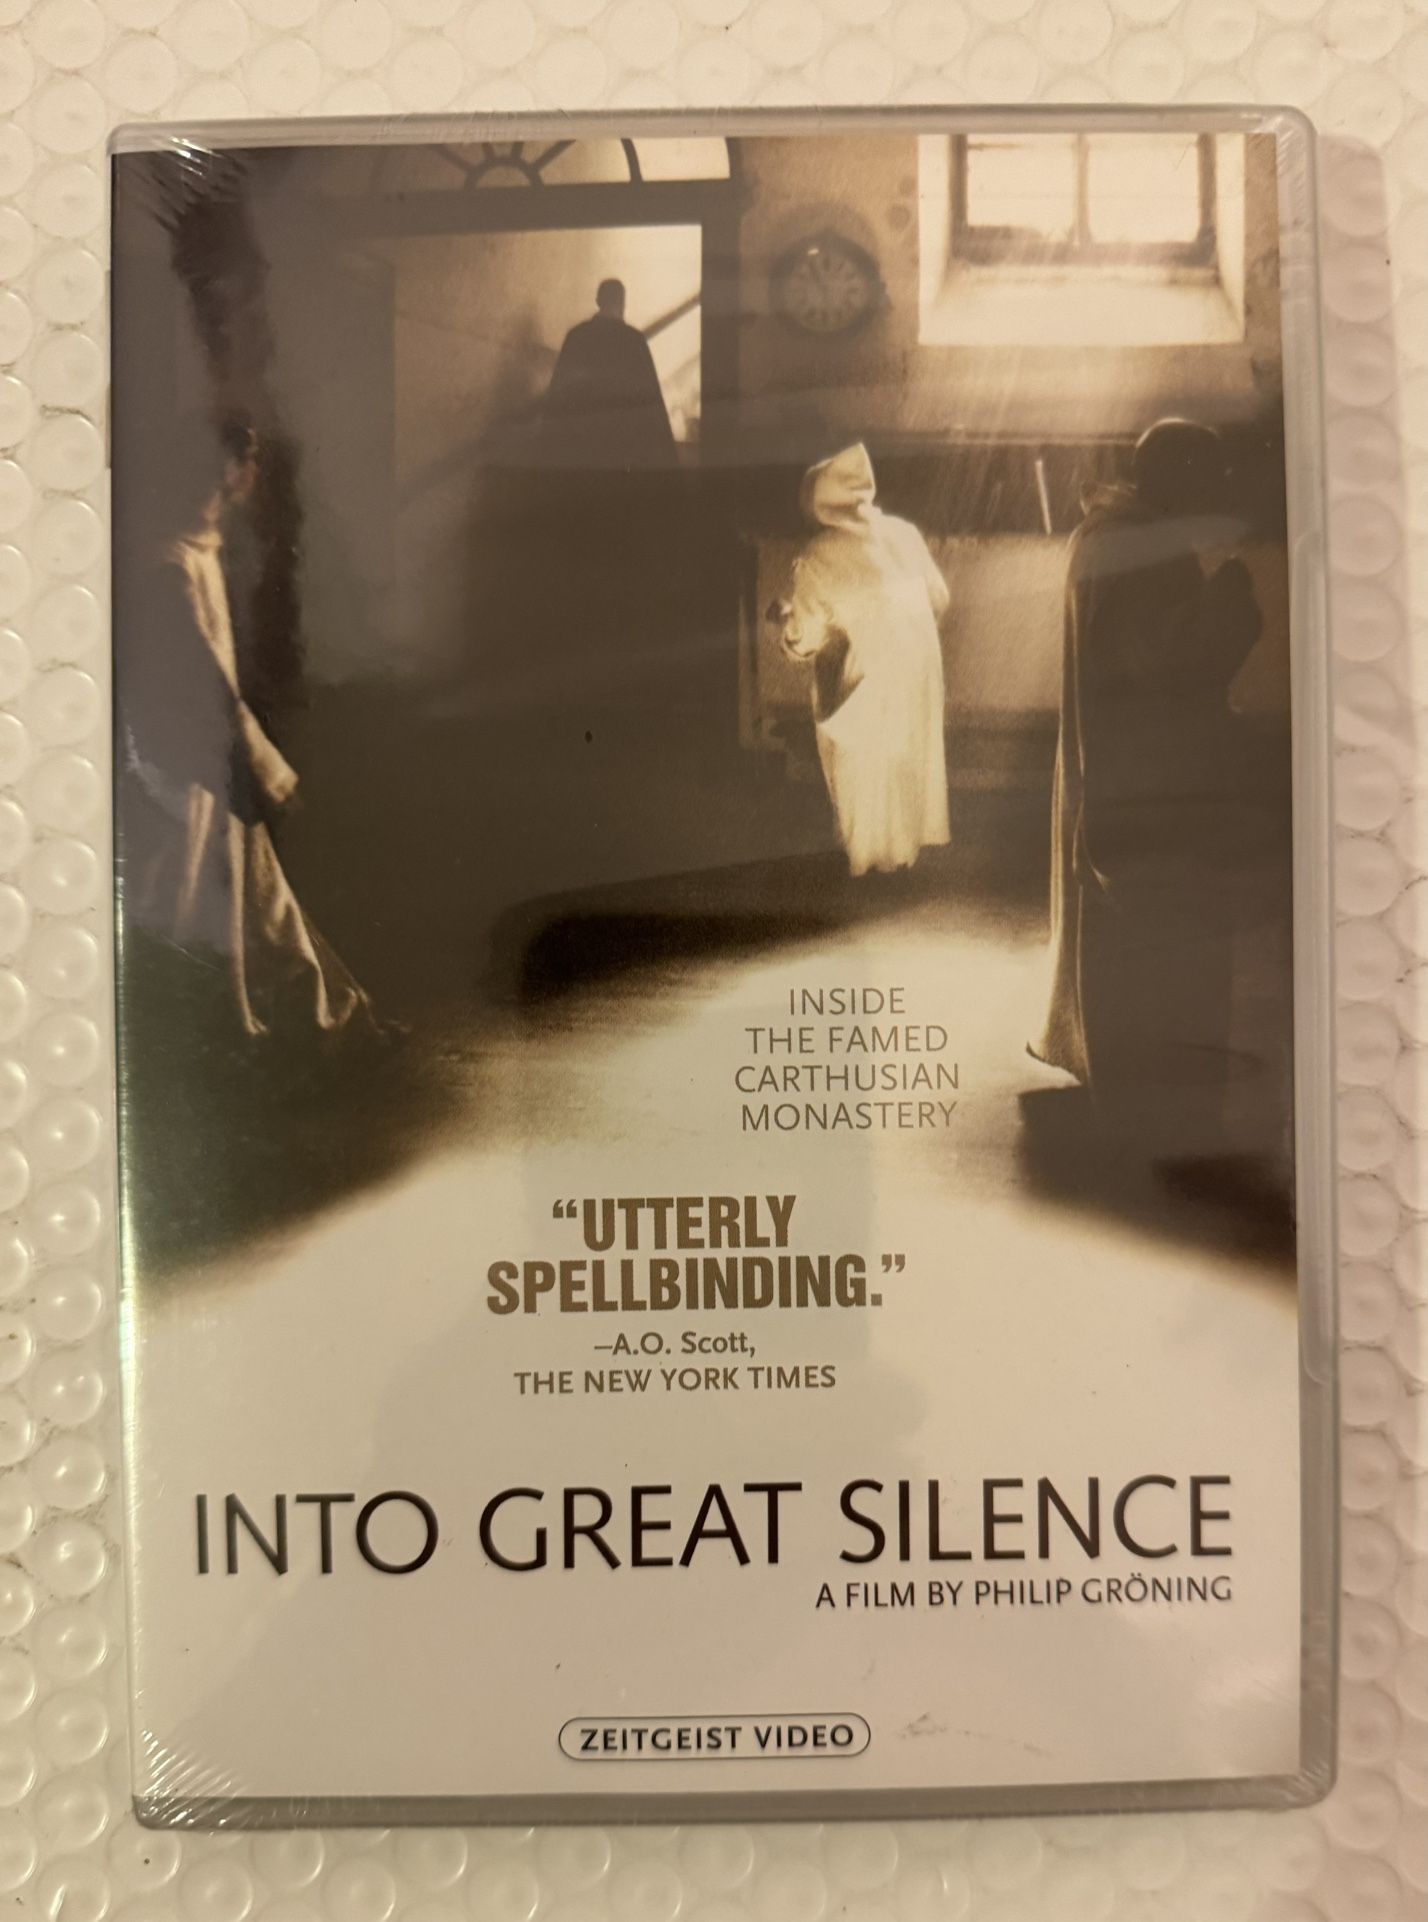 INSIDE
THE FAMED
CARTHUSIAN
MONASTERY
“UTTERLY
SPELLBINDING.”
–A.O. Scott,
THE NEW YORK TIMES
INTO GREAT SILENCE
A FILM BY PHILIP GRÖNING
ZEITGEIST VIDEO